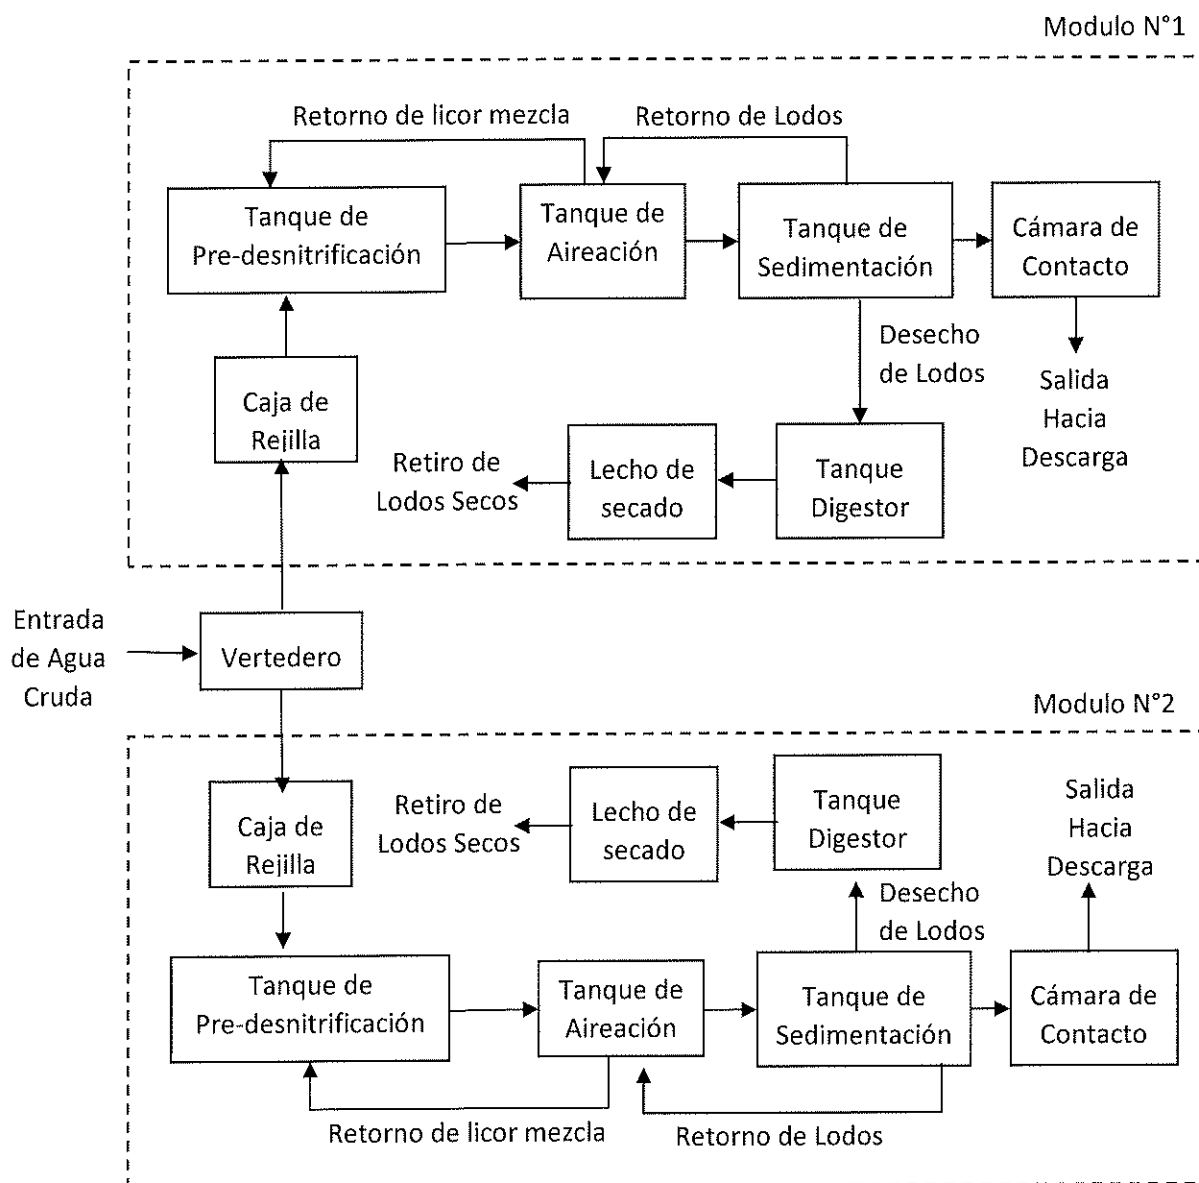 Modulo N°1
Retorno de licor mezcla
Retorno de Lodos
Tanque de
Pre-desnitrificación
Tanque de
Aireación
Tanque de
Sedimentación
Cámara de
Contacto
Desecho
de Lodos
Salida
Hacia
Descarga
Caja de
Rejilla
Retiro de
Lodos Secos
Lecho de
secado
Tanque
Digestor
Entrada
de Agua
Cruda
Vertedero
Modulo N°2
Caja de
Rejilla
Retiro de
Lodos Secos
Lecho de
secado
Tanque
Digestor
Salida
Hacia
Descarga
Desecho
de Lodos
Tanque de
Pre-desnitrificación
Tanque de
Aireación
Tanque de
Sedimentación
Cámara de
Contacto
Retorno de licor mezcla
Retorno de Lodos